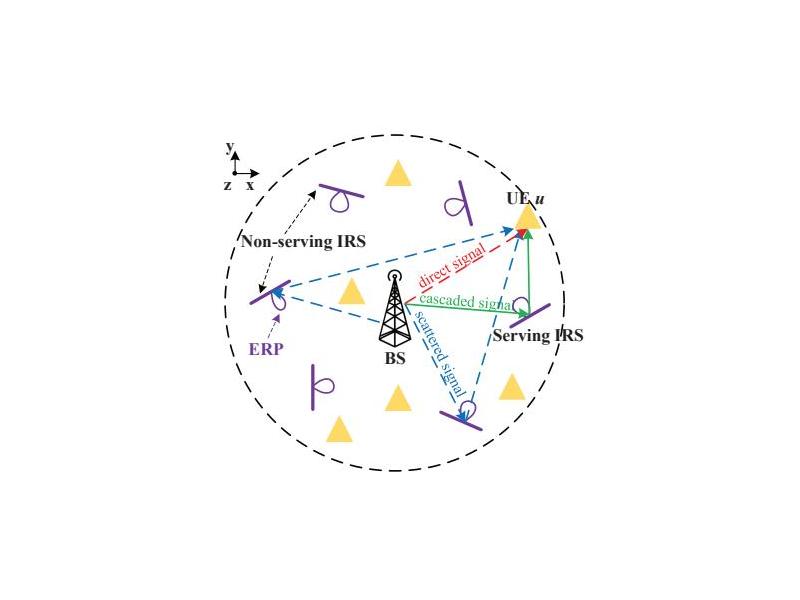 y
z x
UE u
Non-serving IRS
direct signal
cascaded signal
scattered signal
Serving IRS
ERP
BS